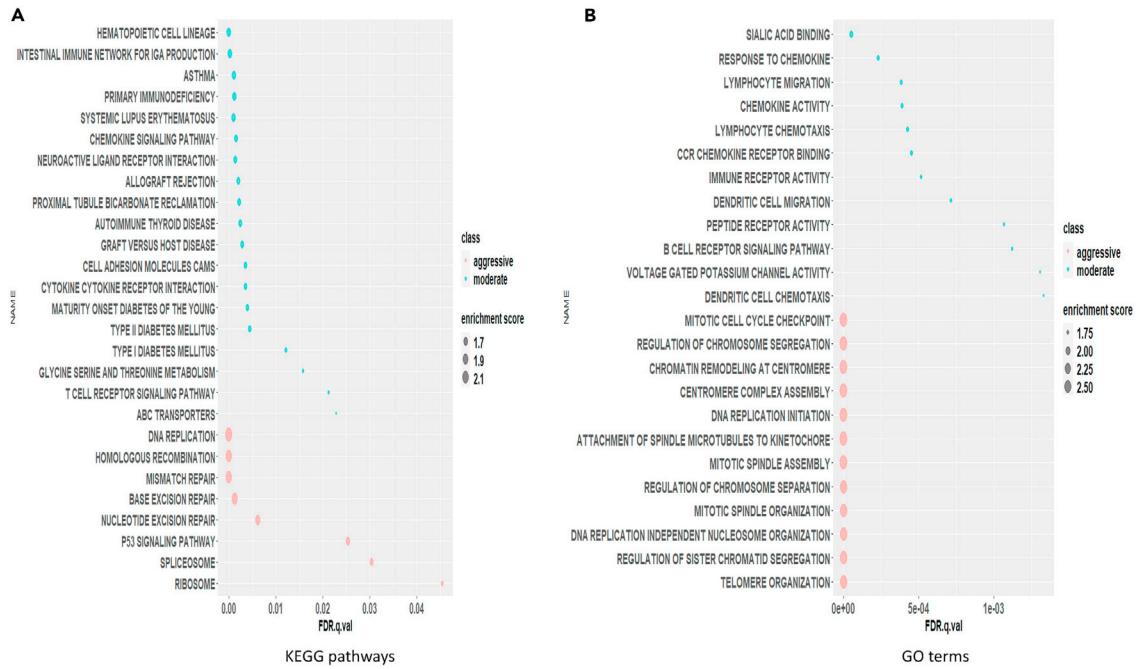 A
HEMATOPOIETIC CELL LINEAGE
INTESTINAL IMMUNE NETWORK FOR IGA PRODUCTION
ASTHMA
PRIMARY IMMUNODEFICIENCY
SYSTEMIC LUPUS ERYTHEMATOSUS
CHEMOKINE SIGNALING PATHWAY
NEUROACTIVE LIGAND RECEPTOR INTERACTION
ALLOGRAFT REJECTION
PROXIMAL TUBULE BICARBONATE RECLAMATION
AUTOIMMUNE THYROID DISEASE
GRAFT VERSUS HOST DISEASE
CELL ADHESION MOLECULES CAMS
CYTOKINE CYTOKINE RECEPTOR INTERACTION
MATURITY ONSET DIABETES OF THE YOUNG
TYPE II DIABETES MELLITUS
TYPE I DIABETES MELLITUS
GLYCINE SERINE AND THREONINE METABOLISM
T CELL RECEPTOR SIGNALING PATHWAY
ABC TRANSPORTERS
DNA REPLICATION
HOMOLOGOUS RECOMBINATION
MISMATCH REPAIR
BASE EXCISION REPAIR
NUCLEOTIDE EXCISION REPAIR
P53 SIGNALING PATHWAY
SPLICEOSOME
RIBOSOME
NAME
0.00 0.01 0.02 0.03 0.04
FDR.q.val
class
aggressive
moderate
enrichment score
1.7
1.9
2.1
KEGG pathways
B
SIALIC ACID BINDING
RESPONSE TO CHEMOKINE
LYMPHOCYTE MIGRATION
CHEMOKINE ACTIVITY
LYMPHOCYTE CHEMOTAXIS
CCR CHEMOKINE RECEPTOR BINDING
IMMUNE RECEPTOR ACTIVITY
DENDRITIC CELL MIGRATION
PEPTIDE RECEPTOR ACTIVITY
B CELL RECEPTOR SIGNALING PATHWAY
VOLTAGE GATED POTASSIUM CHANNEL ACTIVITY
DENDRITIC CELL CHEMOTAXIS
MITOTIC CELL CYCLE CHECKPOINT
REGULATION OF CHROMOSOME SEGREGATION
CHROMATIN REMODELING AT CENTROMERE
CENTROMERE COMPLEX ASSEMBLY
DNA REPLICATION INITIATION
ATTACHMENT OF SPINDLE MICROTUBULES TO KINETOCHORE
MITOTIC SPINDLE ASSEMBLY
REGULATION OF CHROMOSOME SEPARATION
MITOTIC SPINDLE ORGANIZATION
DNA REPLICATION INDEPENDENT NUCLEOSOME ORGANIZATION
REGULATION OF SISTER CHROMATID SEGREGATION
TELOMERE ORGANIZATION
NAME
0e+00 5e-04 1e-03
FDR.q.val
class
aggressive
moderate
enrichment score
1.75
2.00
2.25
2.50
GO terms